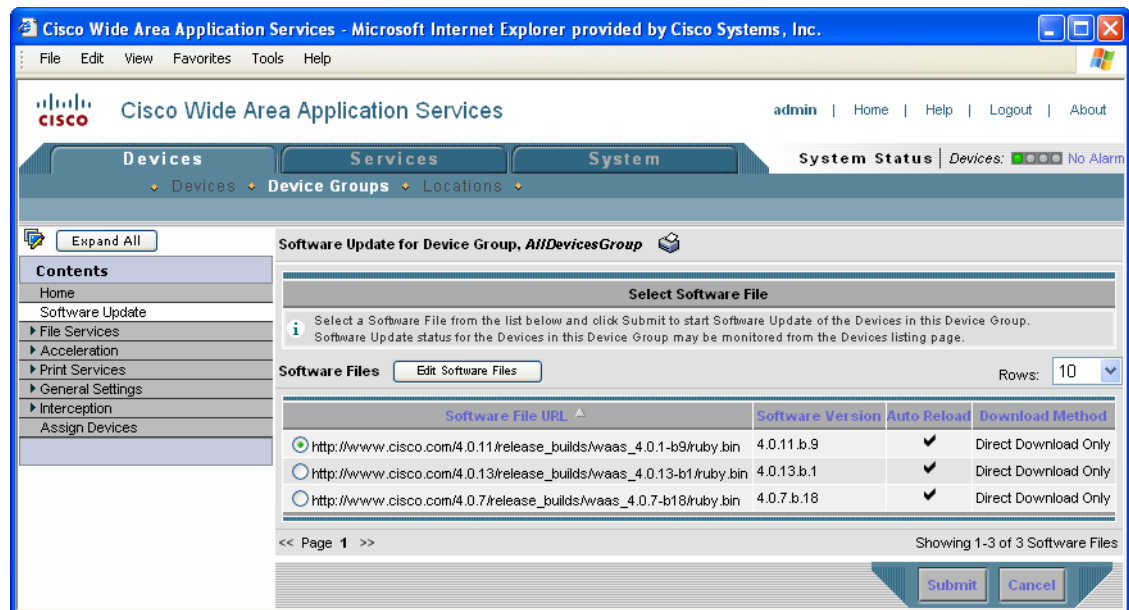 Cisco Wide Area Application Services - Microsoft Internet Explorer provided by Cisco Systems, Inc.
File Edit View Favorites Tools Help
CISCO Cisco Wide Area Application Services admin | Home | Help | Logout | About
Devices Services System System Status | Devices: No Alarm
Devices Device Groups Locations
Expand All
Software Update for Device Group, AllDevicesGroup
Contents
Home
Software Update
File Services
Acceleration
Print Services
General Settings
Interception
Assign Devices
Select Software File
i Select a Software File from the list below and click Submit to start Software Update of the Devices in this Device Group.
Software Update status for the Devices in this Device Group may be monitored from the Devices listing page.
Software Files Edit Software Files Rows: 10
Software File URL Software Version Auto Reload Download Method
http://www.cisco.com/4.0.11/release_builds/waas_4.0.1-b9/ruby.bin 4.0.11.b.9 Direct Download Only
http://www.cisco.com/4.0.13/release_builds/waas_4.0.13-b1/ruby.bin 4.0.13.b.1 Direct Download Only
http://www.cisco.com/4.0.7/release_builds/waas_4.0.7-b18/ruby.bin 4.0.7.b.18 Direct Download Only
<< Page 1 >> Showing 1-3 of 3 Software Files
Submit Cancel